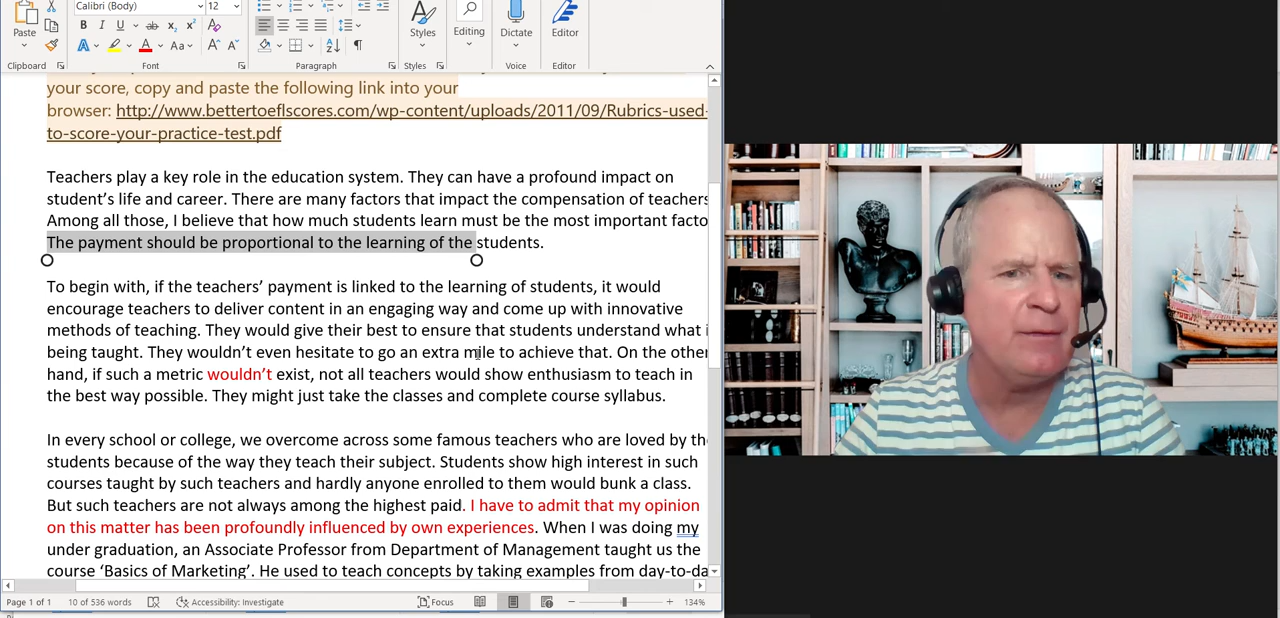 Calibri (Body)
12
Paste
B I U ab x₂ x²
A A Aa A A
Styles
Editing
Dictate
Editor
Clipboard
Font
Paragraph
Styles
Voice
Editor
your score, copy and paste the following link into your
browser: http://www.bettertoeflscores.com/wp-content/uploads/2011/09/Rubrics-used-
to-score-your-practice-test.pdf
Teachers play a key role in the education system. They can have a profound impact on
student’s life and career. There are many factors that impact the compensation of teachers
Among all those, I believe that how much students learn must be the most important facto
The payment should be proportional to the learning of the students.
To begin with, if the teachers’ payment is linked to the learning of students, it would
encourage teachers to deliver content in an engaging way and come up with innovative
methods of teaching. They would give their best to ensure that students understand what i
being taught. They wouldn’t even hesitate to go an extra mile to achieve that. On the other
hand, if such a metric wouldn’t exist, not all teachers would show enthusiasm to teach in
the best way possible. They might just take the classes and complete course syllabus.
In every school or college, we overcome across some famous teachers who are loved by the
students because of the way they teach their subject. Students show high interest in such
courses taught by such teachers and hardly anyone enrolled to them would bunk a class.
But such teachers are not always among the highest paid. I have to admit that my opinion
on this matter has been profoundly influenced by own experiences. When I was doing my
under graduation, an Associate Professor from Department of Management taught us the
course ‘Basics of Marketing’. He used to teach concepts by taking examples from day-to-da
Page 1 of 1
10 of 536 words
Accessibility: Investigate
Focus
134%